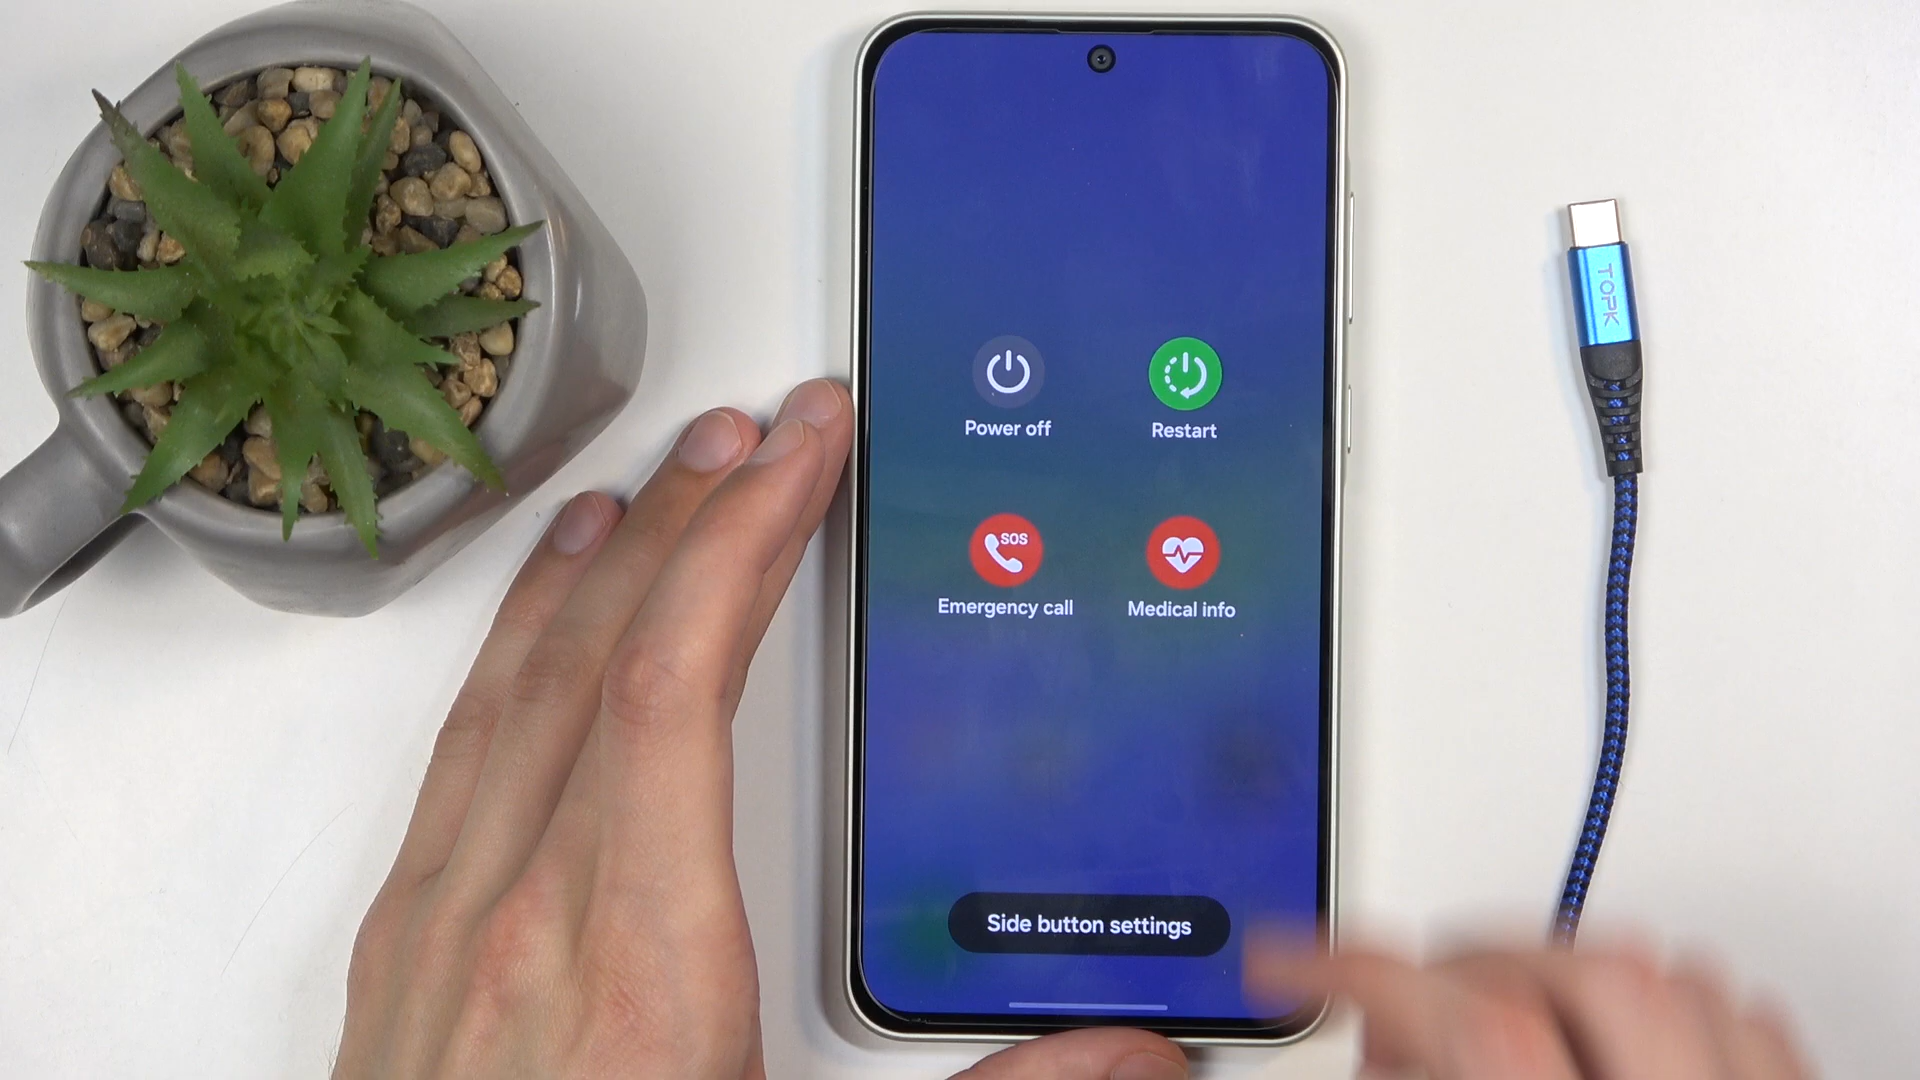 Power off
Restart
SOS
Emergency call
Medical info
Side button settings
TOPK